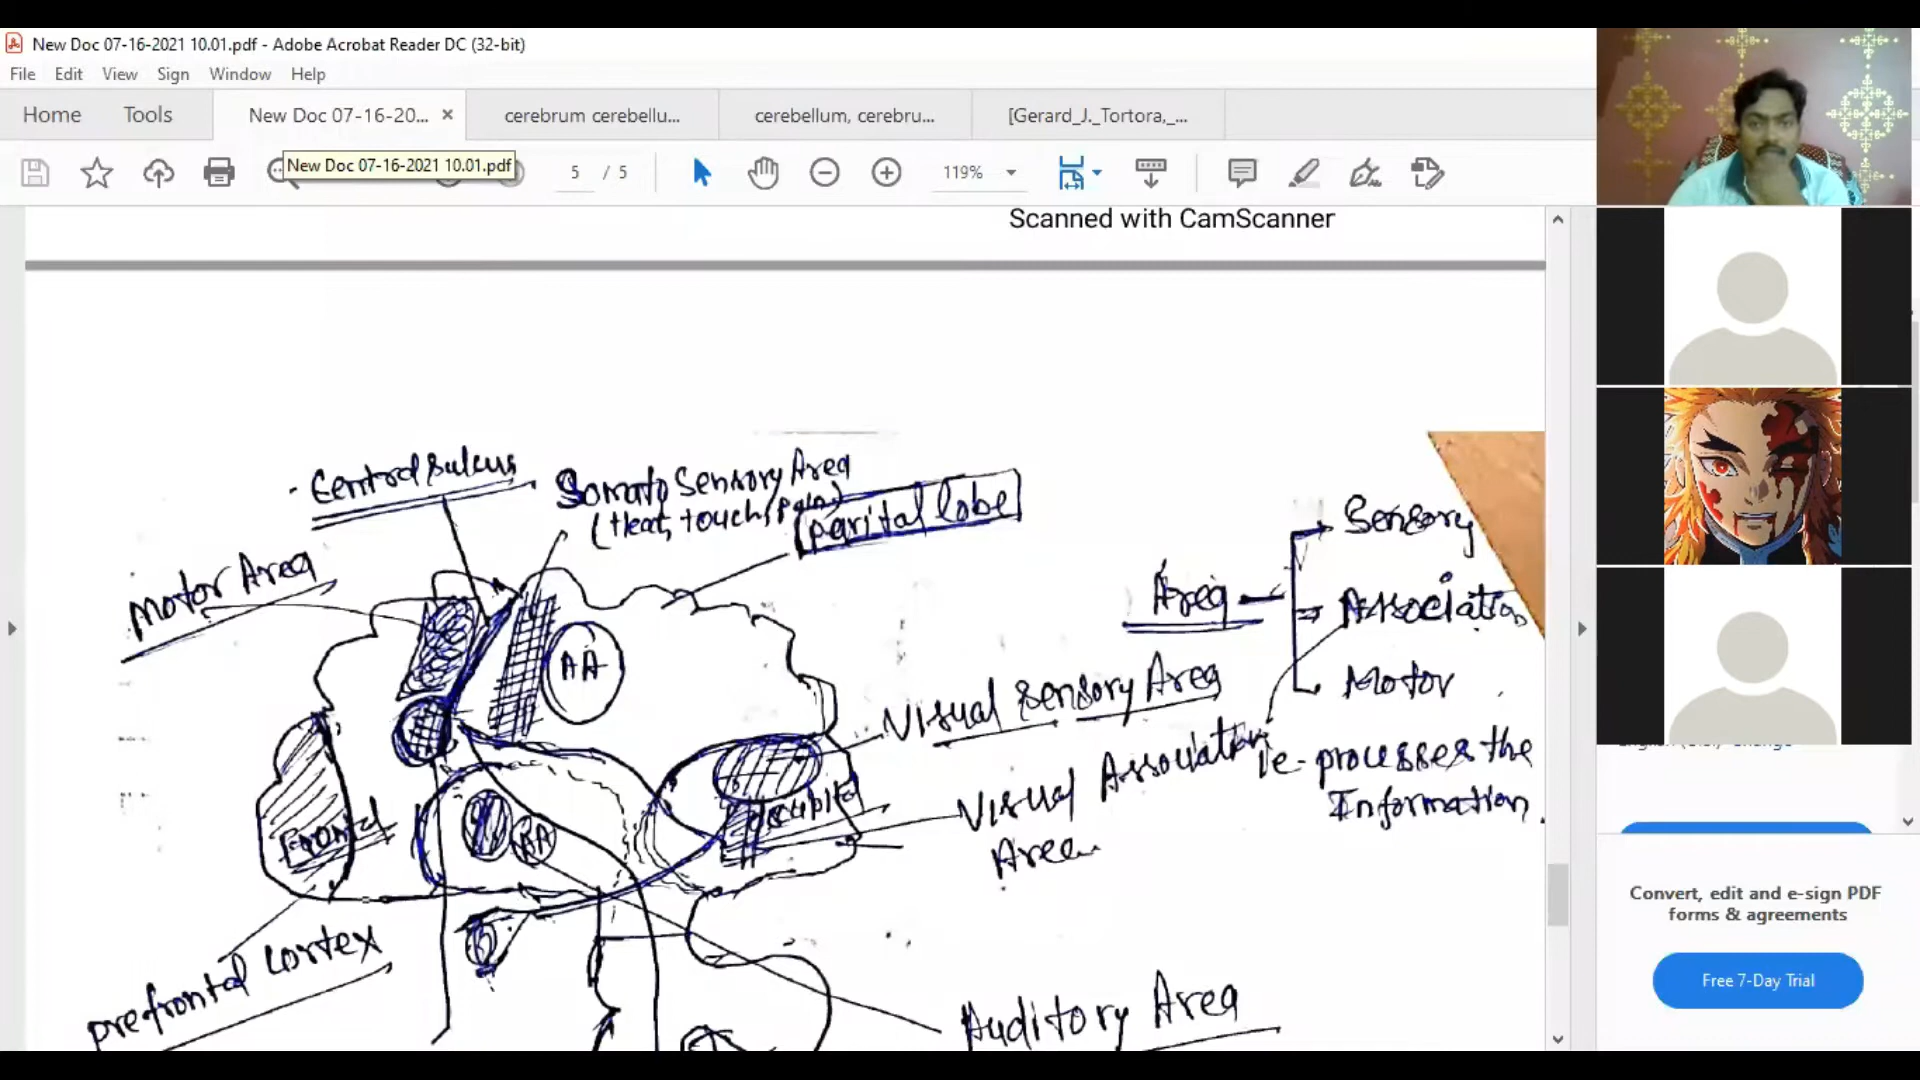 New Doc 07-16-2021 10.01.pdf - Adobe Acrobat Reader DC (32-bit)
File Edit View Sign Window Help
Home Tools New Doc 07-16-20... × cerebrum cerebellu... cerebellum, cerebru... [Gerard_J._Tortora,_...
New Doc 07-16-2021 10.01.pdf 5 / 5 119%
Scanned with CamScanner
Central sulcus
Somato Sensory Area
(Heat, touch, pain)
parital lobe
Motor Area
AA
Area
Sensory
Association
Motor
Visual Sensory Area
Visual Association
Area
ie - processes the
Information.
Frontal
prefrontal cortex
Auditory Area
Convert, edit and e-sign PDF
forms & agreements
Free 7-Day Trial